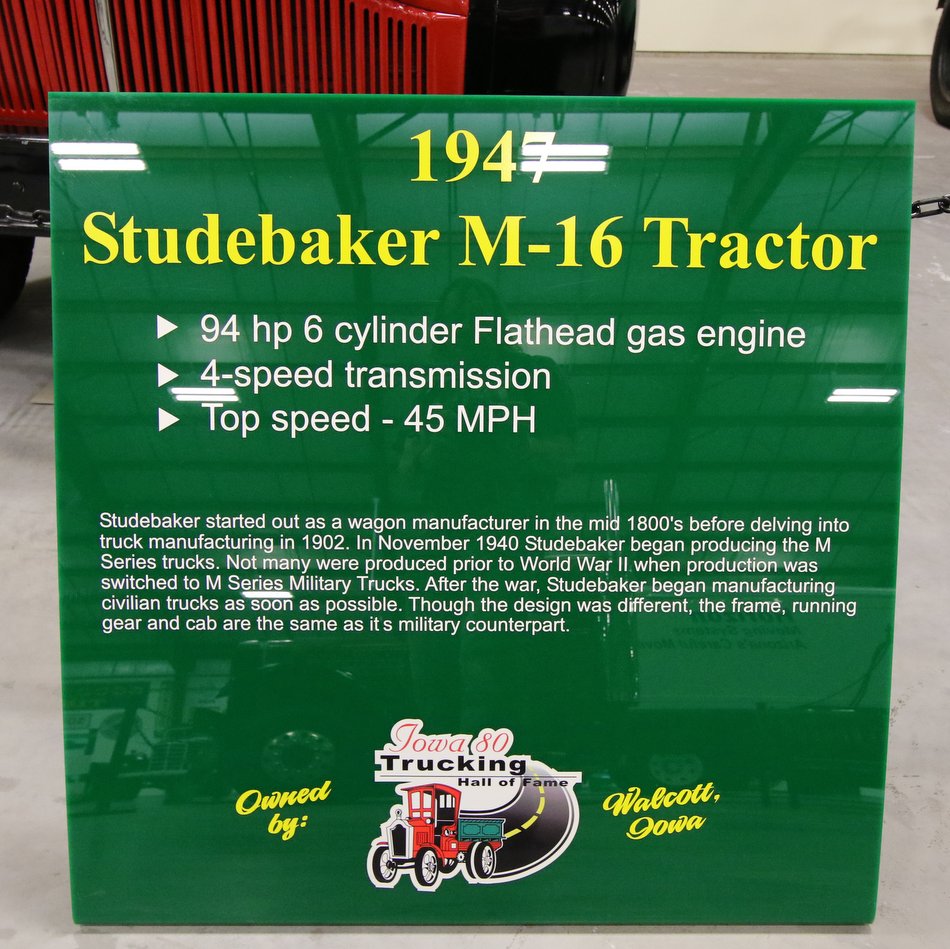 1947
Studebaker M-16 Tractor
94 hp 6 cylinder Flathead gas engine
4-speed transmission
Top speed - 45 MPH
Studebaker started out as a wagon manufacturer in the mid 1800's before delving into
truck manufacturing in 1902. In November 1940 Studebaker began producing the M
Series trucks. Not many were produced prior to World War II when production was
switched to M Series Military Trucks. After the war, Studebaker began manufacturing
civilian trucks as soon as possible. Though the design was different, the frame, running
gear and cab are the same as it's military counterpart.
Iowa 80
Trucking
Hall of Fame
Owned
by:
Walcott,
Iowa